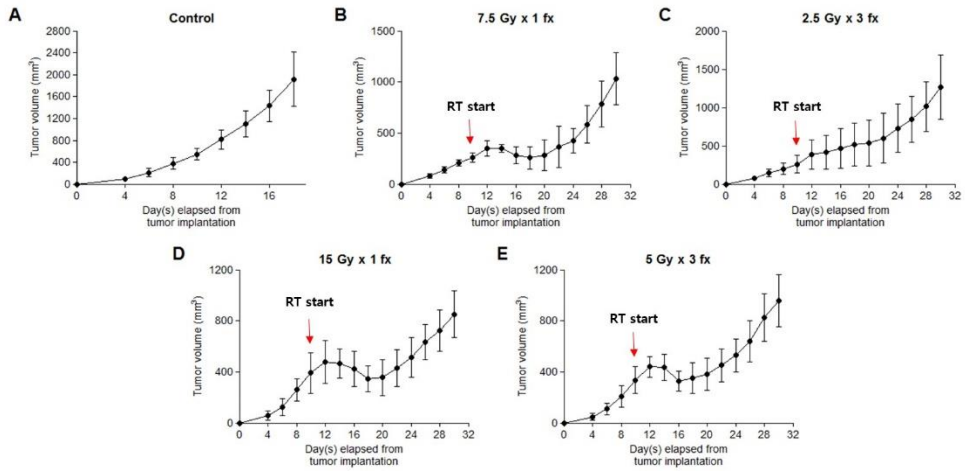 A
Control
Tumor volume (mm³)
2800
2400
2000
1600
1200
800
400
0
0 4 8 12 16
Day(s) elapsed from
tumor implantation
B
7.5 Gy x 1 fx
RT start
Tumor volume (mm³)
1500
1000
500
0
0 4 8 12 16 20 24 28 32
Day(s) elapsed from
tumor implantation
C
2.5 Gy x 3 fx
RT start
Tumor volume (mm³)
2000
1500
1000
500
0
0 4 8 12 16 20 24 28 32
Day(s) elapsed from
tumor implantation
D
15 Gy x 1 fx
RT start
Tumor volume (mm³)
1200
800
400
0
0 4 8 12 16 20 24 28 32
Day(s) elapsed from
tumor implantation
E
5 Gy x 3 fx
RT start
Tumor volume (mm³)
1200
800
400
0
0 4 8 12 16 20 24 28 32
Day(s) elapsed from
tumor implantation